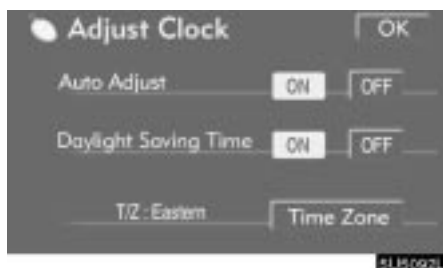 Adjust Clock OK
Auto Adjust ON OFF
Daylight Saving Time ON OFF
T/Z : Eastern Time Zone